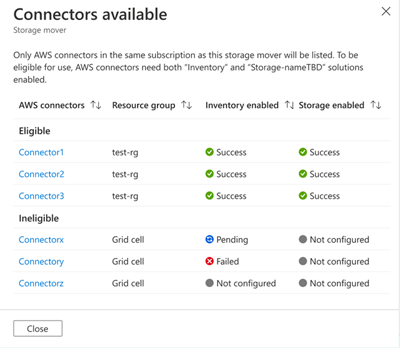 Connectors available
Storage mover
Only AWS connectors in the same subscription as this storage mover will be listed. To be
eligible for use, AWS connectors need both “Inventory” and “Storage-nameTBD” solutions
enabled.
AWS connectors Resource group Inventory enabled Storage enabled
Eligible
Connector1 test-rg Success Success
Connector2 test-rg Success Success
Connector3 test-rg Success Success
Ineligible
Connectorx Grid cell Pending Not configured
Connectory Grid cell Failed Not configured
Connectorz Grid cell Not configured Not configured
Close